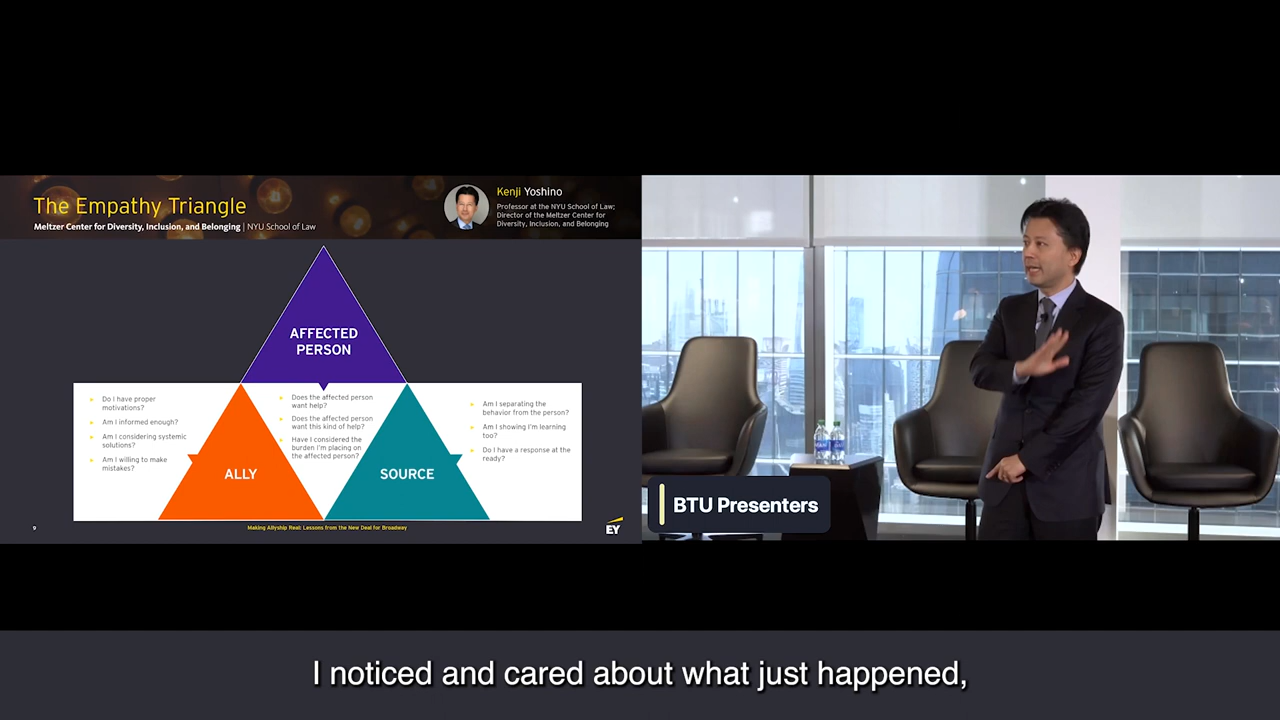 The Empathy Triangle
Meltzer Center for Diversity, Inclusion, and Belonging | NYU School of Law
Kenji Yoshino
Professor at the NYU School of Law;
Director of the Meltzer Center for
Diversity, Inclusion, and Belonging
AFFECTED
PERSON
Do I have proper
motivations?
Am I informed enough?
Am I considering systemic
solutions?
Am I willing to make
mistakes?
Does the affected person
want help?
Does the affected person
want this kind of help?
Have I considered the
burden I'm placing on
the affected person?
Am I separating the
behavior from the person?
Am I showing I'm learning
too?
Do I have a response at the
ready?
ALLY
SOURCE
9
Making Allyship Real: Lessons from the New Deal for Broadway
EY
BTU Presenters
I noticed and cared about what just happened,